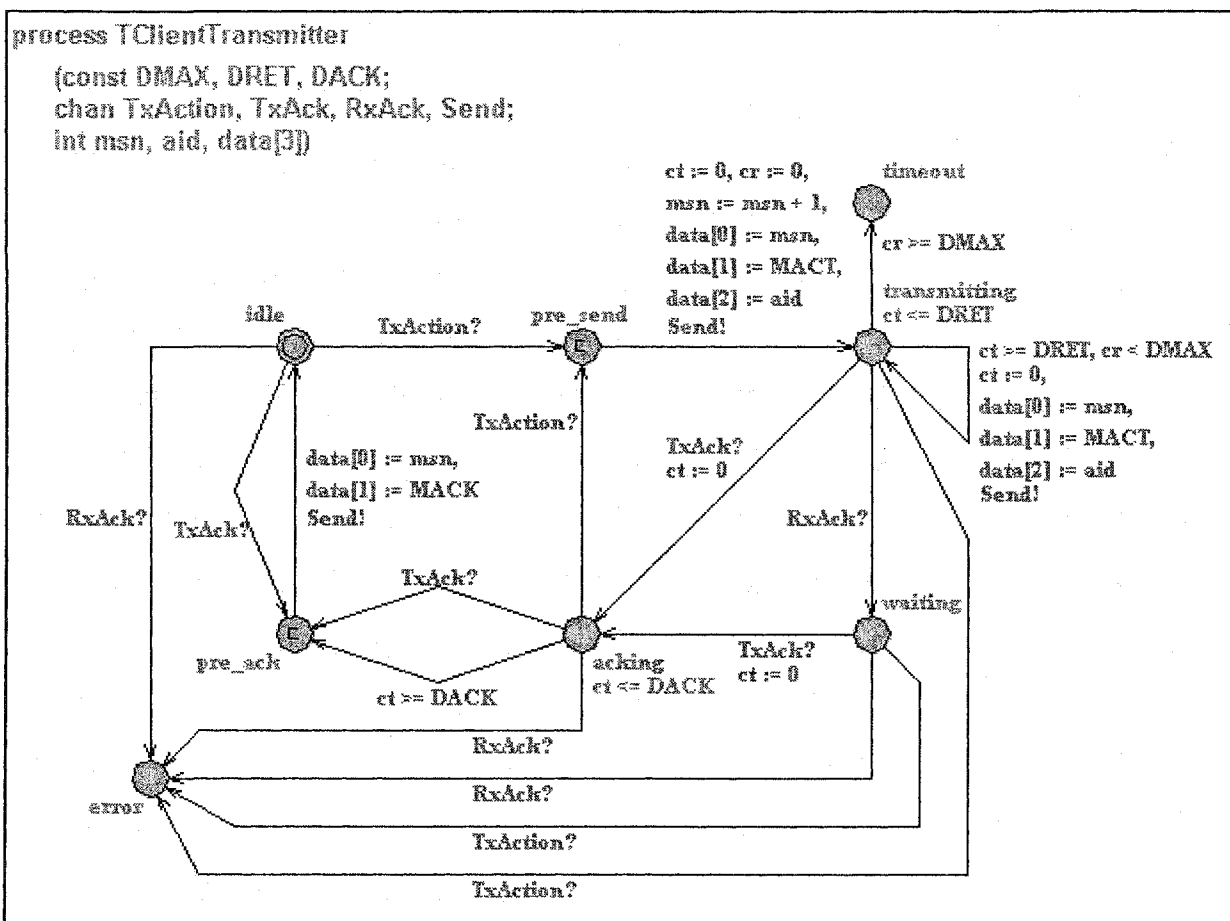 process TClientTransmitter
(const DMAX, DRET, DACK;
chan TxAction, TxAck, RxAck, Send;
int msn, aid, data[3])
ct := 0, cr := 0,
msn := msn + 1,
data[0] := msn,
data[1] := MACT,
data[2] := aid
Send!
timeout
cr >= DMAX
transmitting
ct <= DRET
idle
TxAction?
pre_send
C
ct >= DRET, cr < DMAX
ct := 0,
data[0] := msn,
data[1] := MACT,
data[2] := aid
Send!
TxAction?
TxAck?
ct := 0
data[0] := msn,
data[1] := MACK
Send!
RxAck?
TxAck?
RxAck?
TxAck?
waiting
C
pre_ack
acking
ct <= DACK
TxAck?
ct := 0
ct >= DACK
RxAck?
error
RxAck?
TxAction?
TxAction?